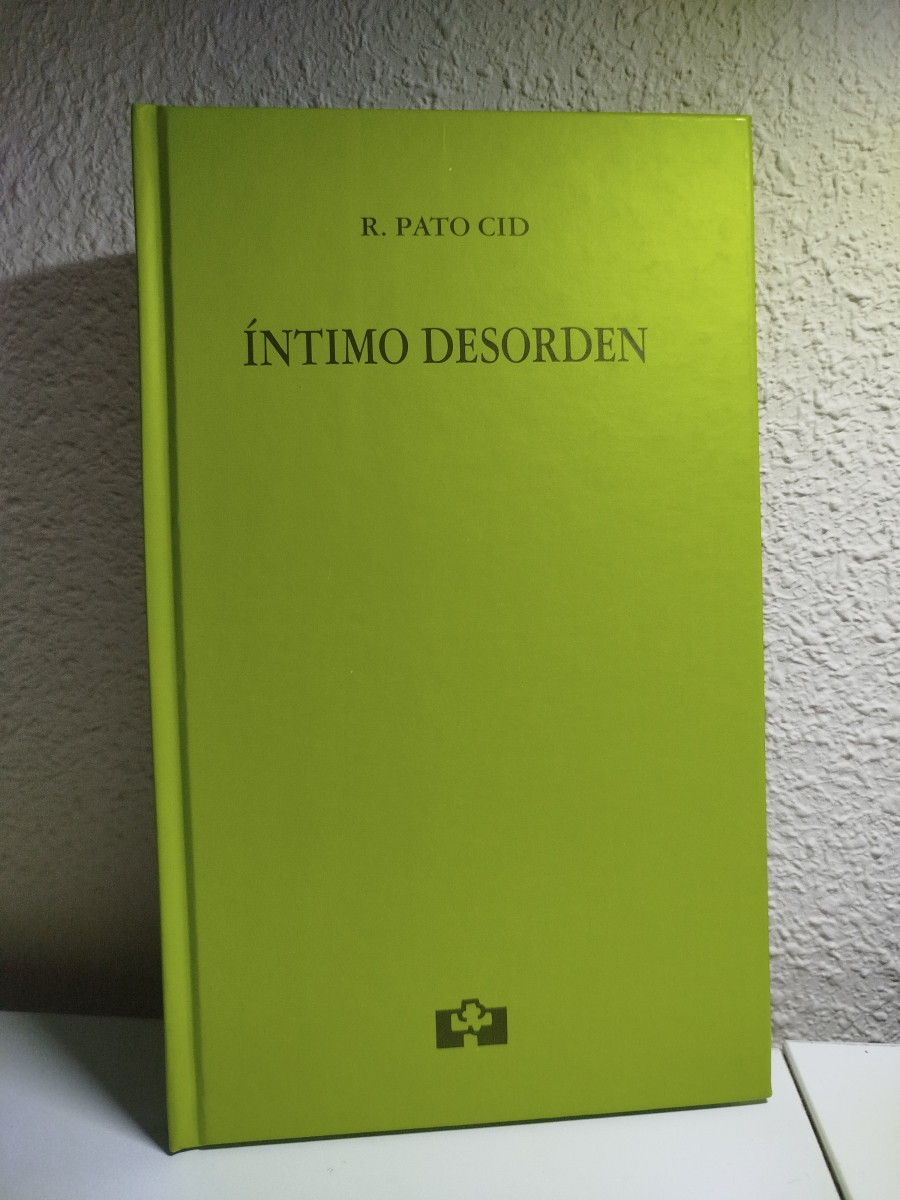 R. PATO CID
ÍNTIMO DESORDEN